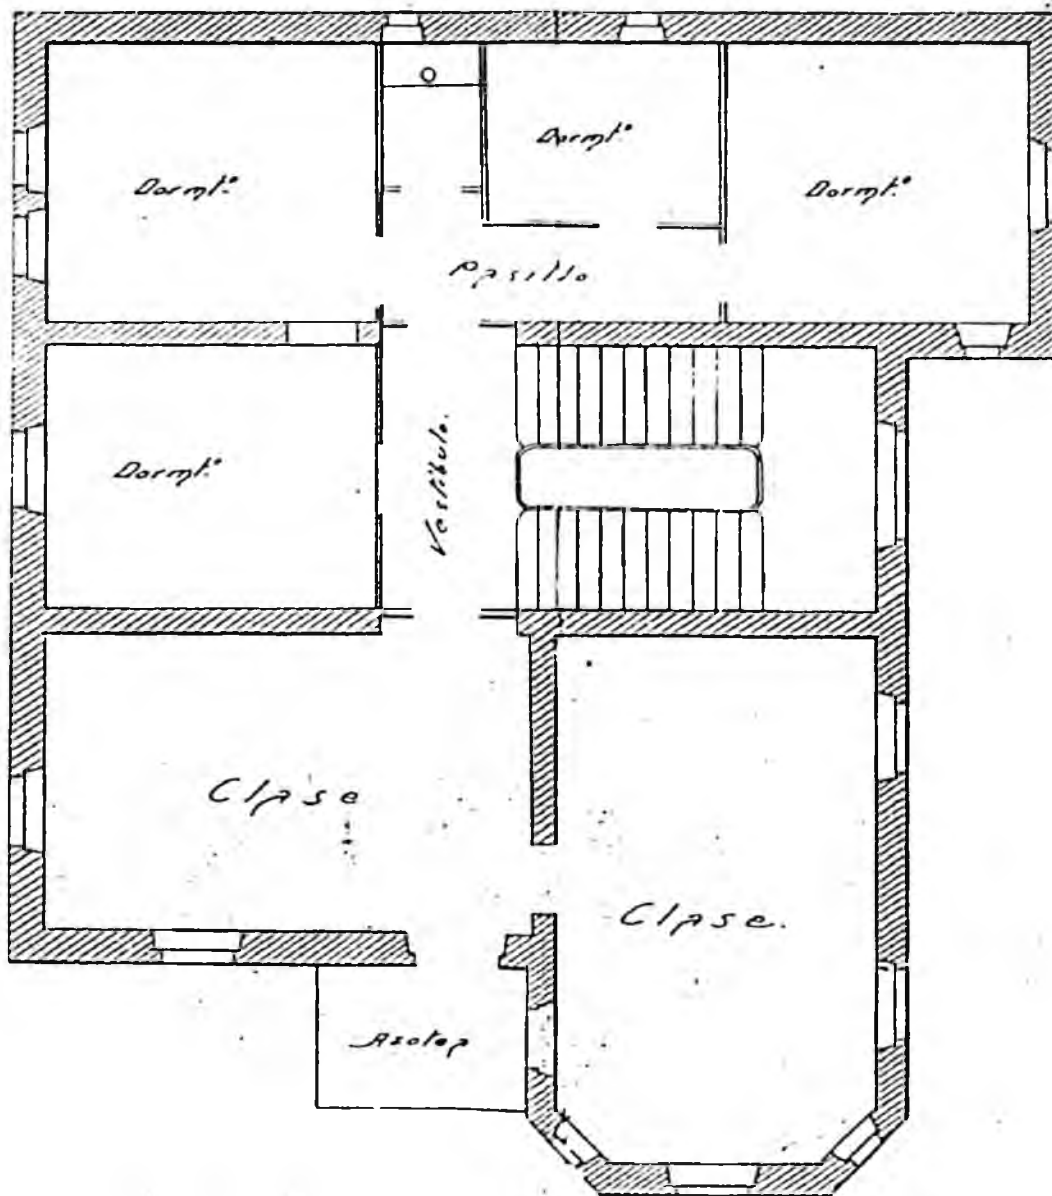 Dormt.º
Dormt.º
Dormt.º
Pasillo
Dormt.º
Vestíbulo.
Clase
Clase.
Azotea